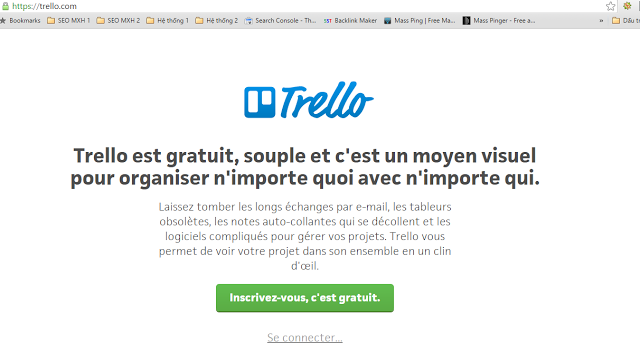 https://trello.com
Bookmarks SEO MXH 1 SEO MXH 2 Hệ thống 1 Hệ thống 2 Search Console - Th... Backlink Maker Mass Ping | Free Ma... Mass Pinger - Free a... » Dấu tr
Trello
Trello est gratuit, souple et c'est un moyen visuel
pour organiser n'importe quoi avec n'importe qui.
Laissez tomber les longs échanges par e-mail, les tableurs
obsolètes, les notes auto-collantes qui se décollent et les
logiciels compliqués pour gérer vos projets. Trello vous
permet de voir votre projet dans son ensemble en un clin
d'œil.
Inscrivez-vous, c'est gratuit.
Se connecter...